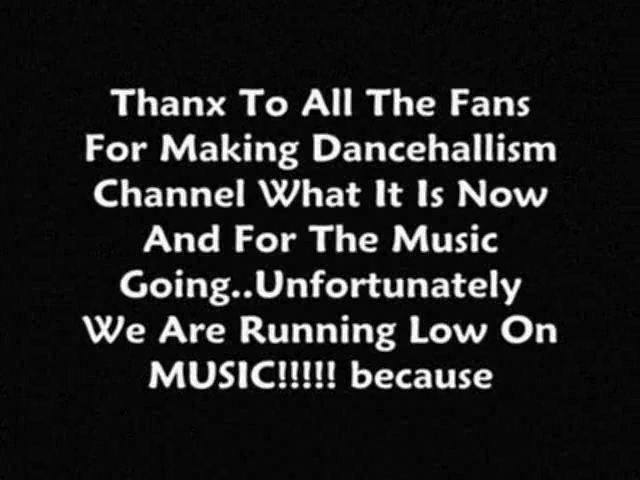 Thanx To All The Fans
For Making Dancehallism
Channel What It Is Now
And For The Music
Going..Unfortunately
We Are Running Low On
MUSIC!!!!! because